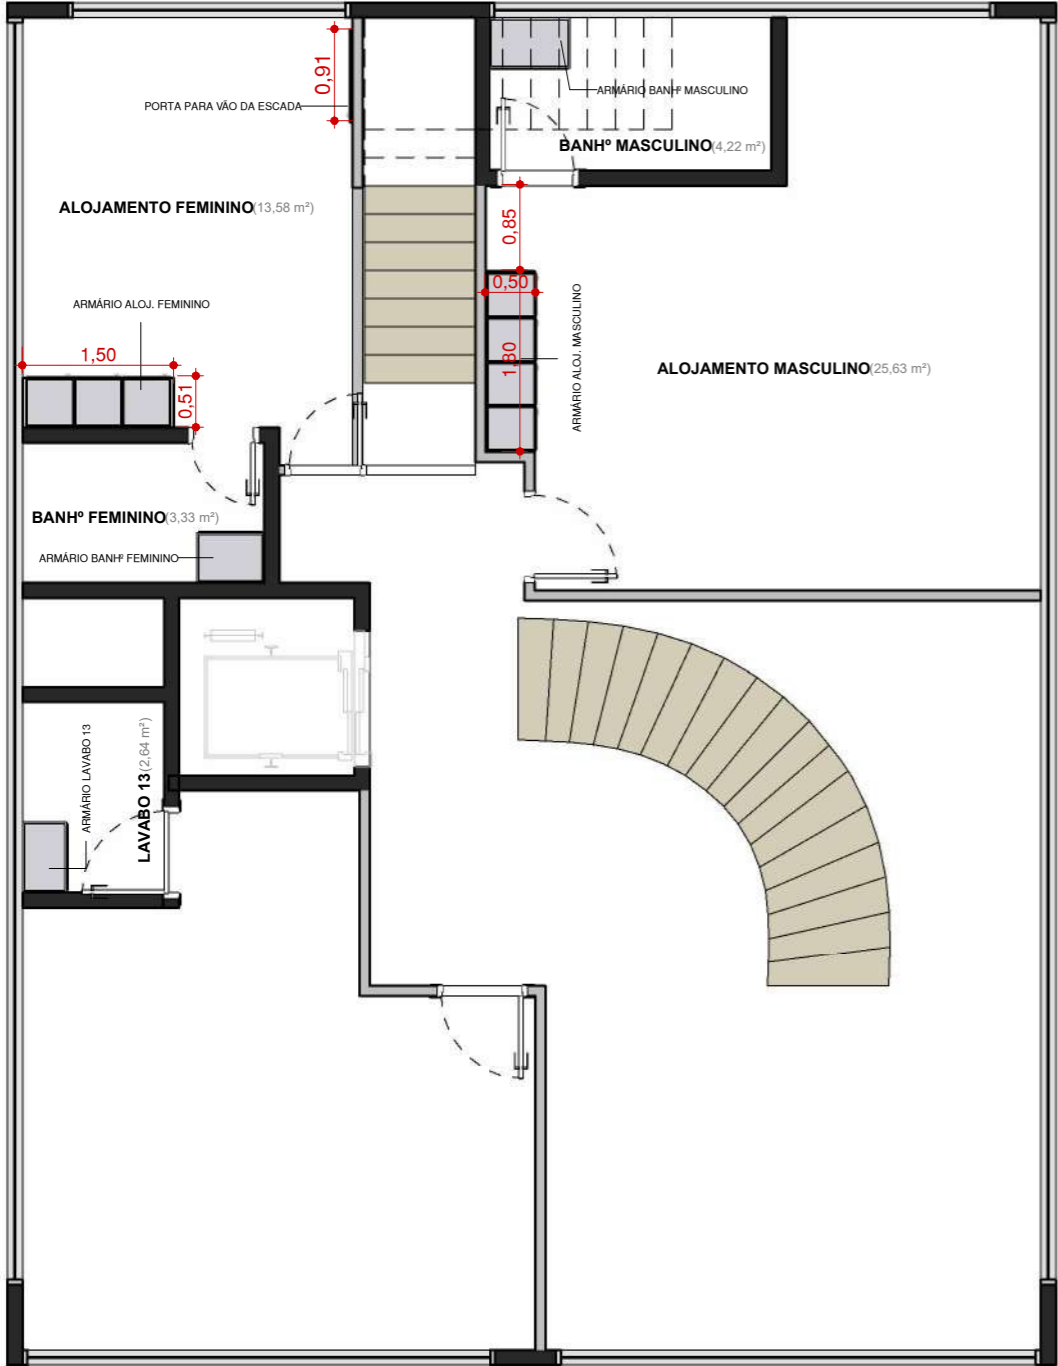 0,91
PORTA PARA VÃO DA ESCADA
ARMÁRIO BANHº MASCULINO
BANHº MASCULINO(4,22 m²)
ALOJAMENTO FEMININO(13,58 m²)
0,85
0,50
ARMÁRIO ALOJ. FEMININO
1,50
0,51
1,80
ARMÁRIO ALOJ. MASCULINO
ALOJAMENTO MASCULINO(25,63 m²)
BANHº FEMININO(3,33 m²)
ARMÁRIO BANHº FEMININO
ARMÁRIO LAVABO 13
LAVABO 13(2,64 m²)